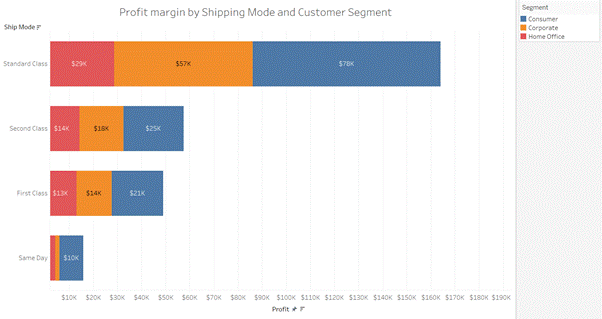 Profit margin by Shipping Mode and Customer Segment
Segment
Consumer
Corporate
Home Office
Ship Mode
Standard Class $29K $57K $78K
Second Class $14K $18K $25K
First Class $13K $14K $21K
Same Day $10K
$10K $20K $30K $40K $50K $60K $70K $80K $90K $100K $110K $120K $130K $140K $150K $160K $170K $180K $190K
Profit